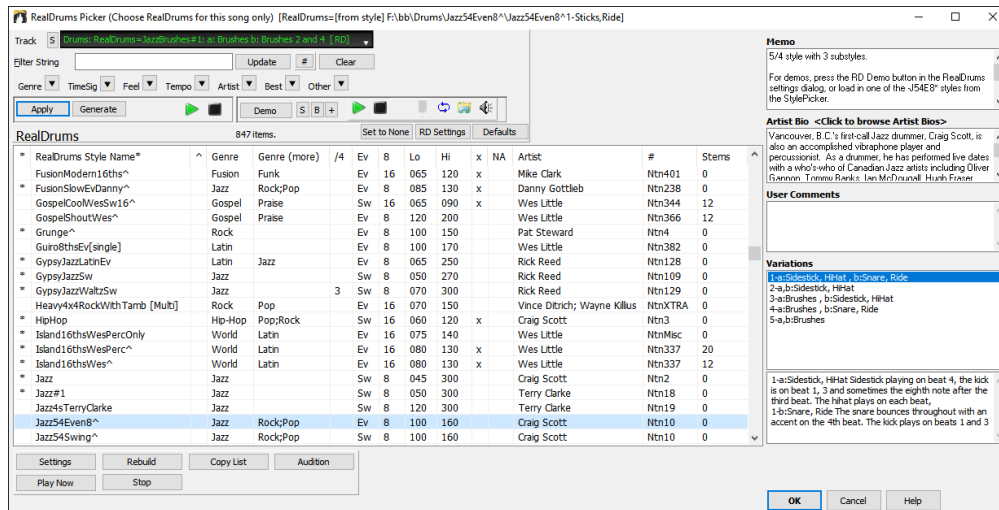 RealDrums Picker (Choose RealDrums for this song only) [RealDrums=[from style] F:\bb\Drums\Jazz54Even8^\Jazz54Even8^1-Sticks,Ride]
Track S Drums: RealDrums=JazzBrushes#1: a: Brushes b: Brushes 2 and 4 [RD]
Filter String Update # Clear
Genre TimeSig Feel Tempo Artist Best Other
Apply Generate Demo S B +
RealDrums 847 items. Set to None RD Settings Defaults
* RealDrums Style Name* ^ Genre Genre (more) /4 Ev 8 Lo Hi x NA Artist # Stems
FusionModern16ths^ Fusion Funk Ev 16 065 120 x Mike Clark Ntn401 0
* FusionSlowEvDanny^ Jazz Rock;Pop Ev 8 085 130 x Danny Gottlieb Ntn238 0
GospelCoolWesSw16^ Gospel Praise Sw 16 065 090 x Wes Little Ntn344 12
GospelShoutWes^ Gospel Praise Ev 8 120 200 Wes Little Ntn366 12
* Grunge^ Rock Ev 8 100 150 Pat Steward Ntn4 0
Guiro8thsEv[single] Latin Ev 8 100 170 Wes Little Ntn382 0
* GypsyJazzLatinEv Latin Jazz Ev 8 065 250 Rick Reed Ntn128 0
* GypsyJazzSw Jazz Sw 8 050 270 Rick Reed Ntn109 0
* GypsyJazzWaltzSw Jazz 3 Sw 8 070 300 Rick Reed Ntn129 0
Heavy4x4RockWithTamb [Multi] Rock Pop Ev 16 070 150 Vince Ditrich; Wayne Killius NtnXTRA 0
* HipHop Hip-Hop Pop;Rock Sw 16 060 120 x Craig Scott Ntn3 0
* Island16thsWesPercOnly World Latin Ev 16 075 140 Wes Little NtnMisc 0
* Island16thsWesPerc^ World Latin Ev 16 080 130 x Wes Little Ntn337 20
* Island16thsWes^ World Latin Ev 16 080 130 x Wes Little Ntn337 12
* Jazz Jazz Sw 8 045 300 Craig Scott Ntn2 0
* Jazz#1 Jazz Sw 8 050 300 Terry Clarke Ntn18 0
Jazz4sTerryClarke Jazz Sw 8 120 300 Terry Clarke Ntn19 0
Jazz54Even8^ Jazz Rock;Pop Ev 8 100 160 Craig Scott Ntn10 0
Jazz54Swing^ Jazz Rock;Pop Sw 8 100 160 Craig Scott Ntn10 0
Settings Rebuild Copy List Audition
Play Now Stop
Memo
5/4 style with 3 substyles.
For demos, press the RD Demo button in the RealDrums
settings dialog, or load in one of the -J54E8* styles from
the StylePicker.
Artist Bio <Click to browse Artist Bios>
Vancouver, B.C.'s first-call Jazz drummer, Craig Scott, is
also an accomplished vibraphone player and
percussionist. As a drummer, he has performed live dates
with a who's-who of Canadian Jazz artists including Oliver
Gannon, Tommy Banks, Ian McDougall, Hugh Fraser
User Comments
Variations
1-a:Sidestick, HiHat , b:Snare, Ride
2-a,b:Sidestick, HiHat
3-a:Brushes , b:Sidestick, HiHat
4-a:Brushes , b:Snare, Ride
5-a,b:Brushes
1-a:Sidestick, HiHat Sidestick playing on beat 4, the kick
is on beat 1, 3 and sometimes the eighth note after the
third beat. The hihat plays on each beat,
1-b:Snare, Ride The snare bounces throughout with an
accent on the 4th beat. The kick plays on beats 1 and 3
OK Cancel Help